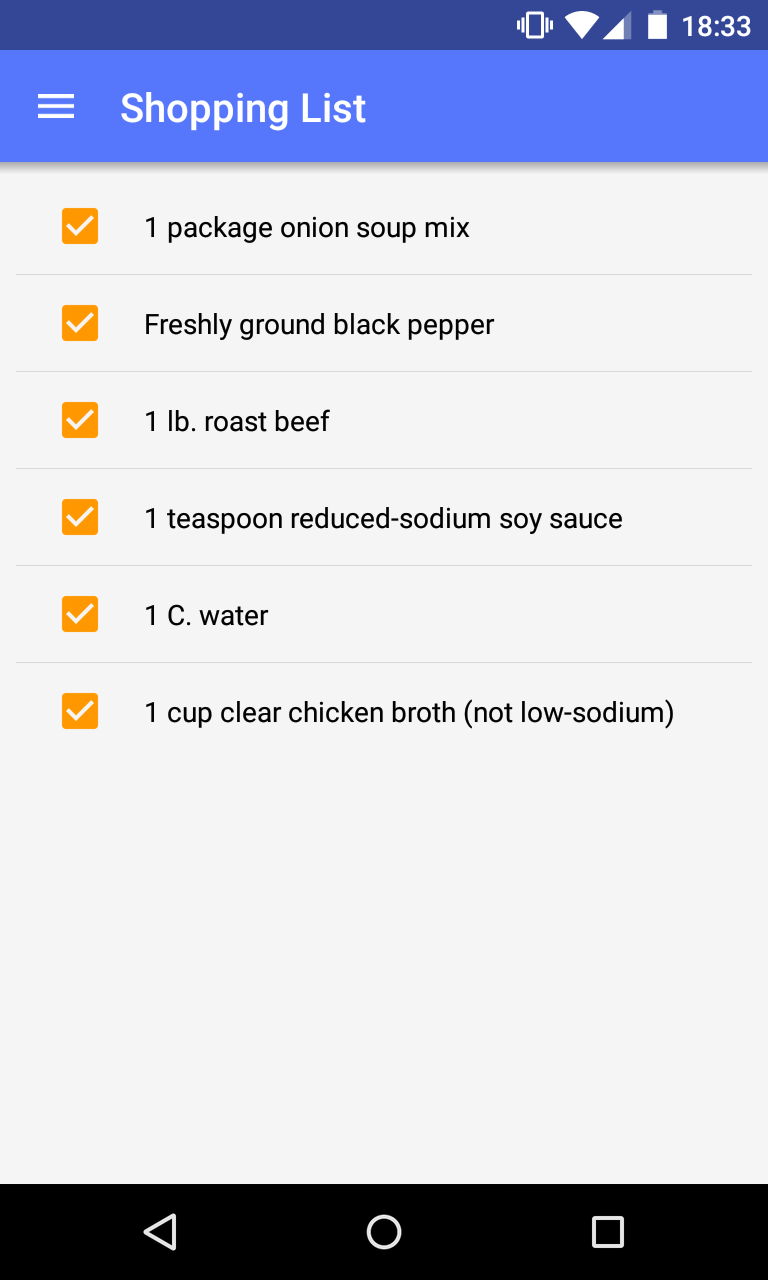 18:33
Shopping List
1 package onion soup mix
Freshly ground black pepper
1 lb. roast beef
1 teaspoon reduced-sodium soy sauce
1 C. water
1 cup clear chicken broth (not low-sodium)